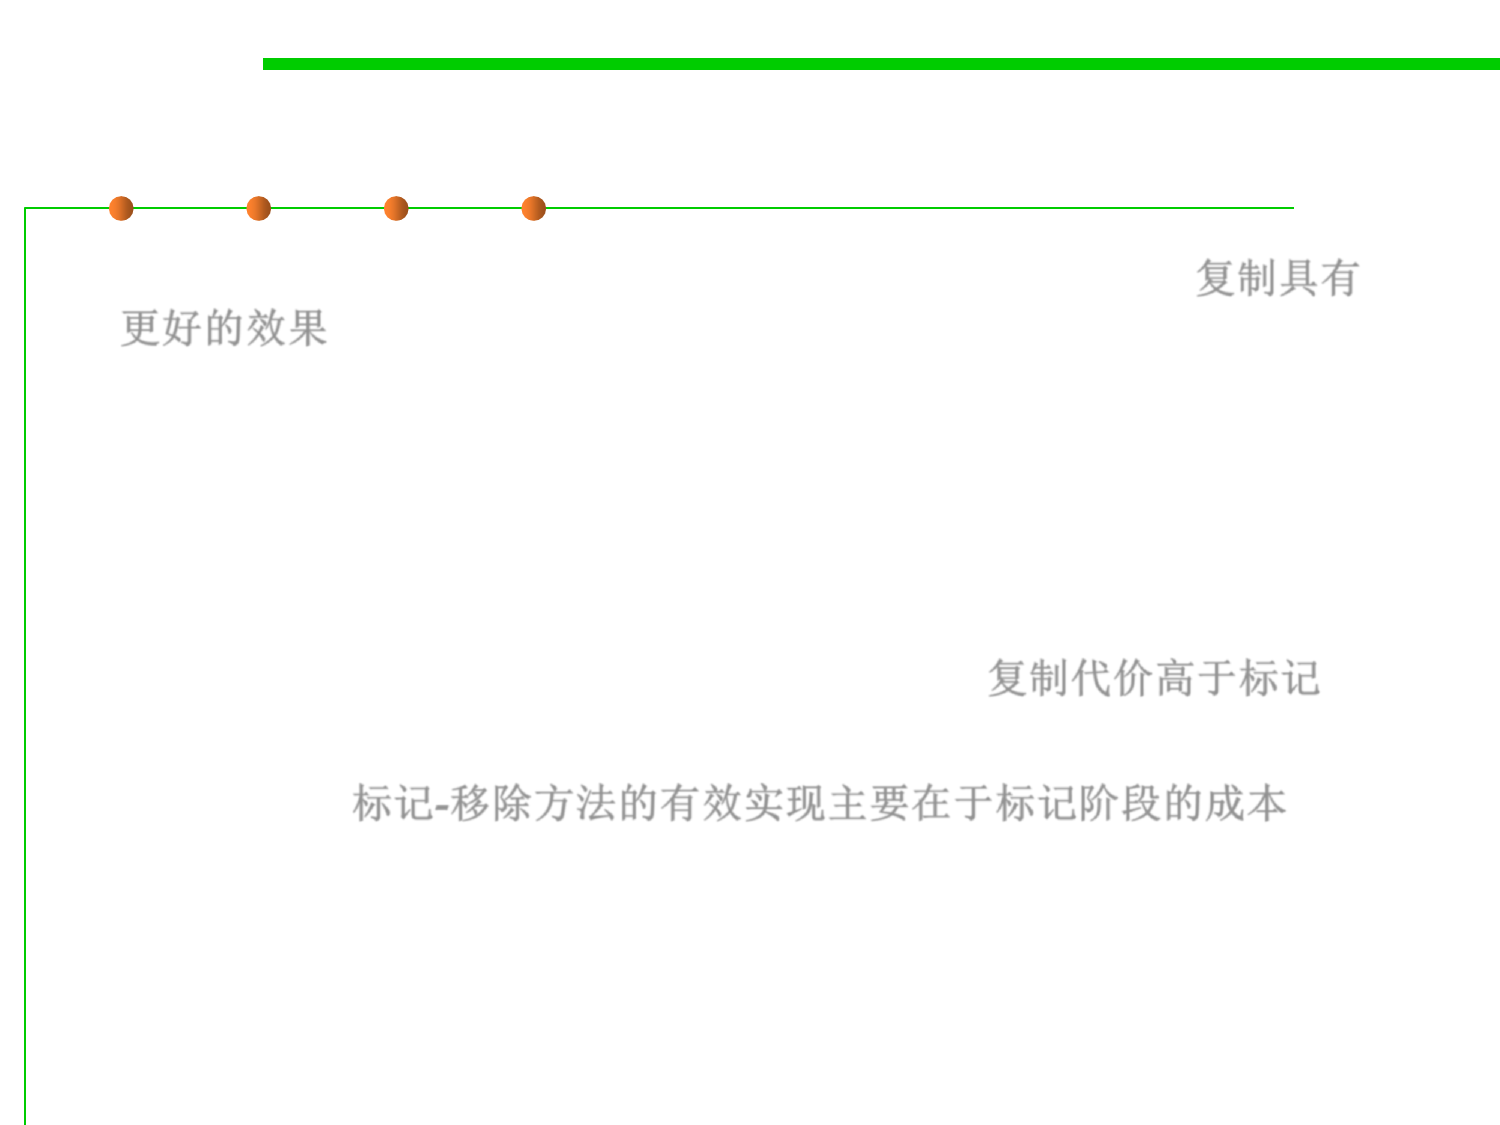 复制具有
更好的效果
复制代价高于标记
标记-移除方法的有效实现主要在于标记阶段的成本